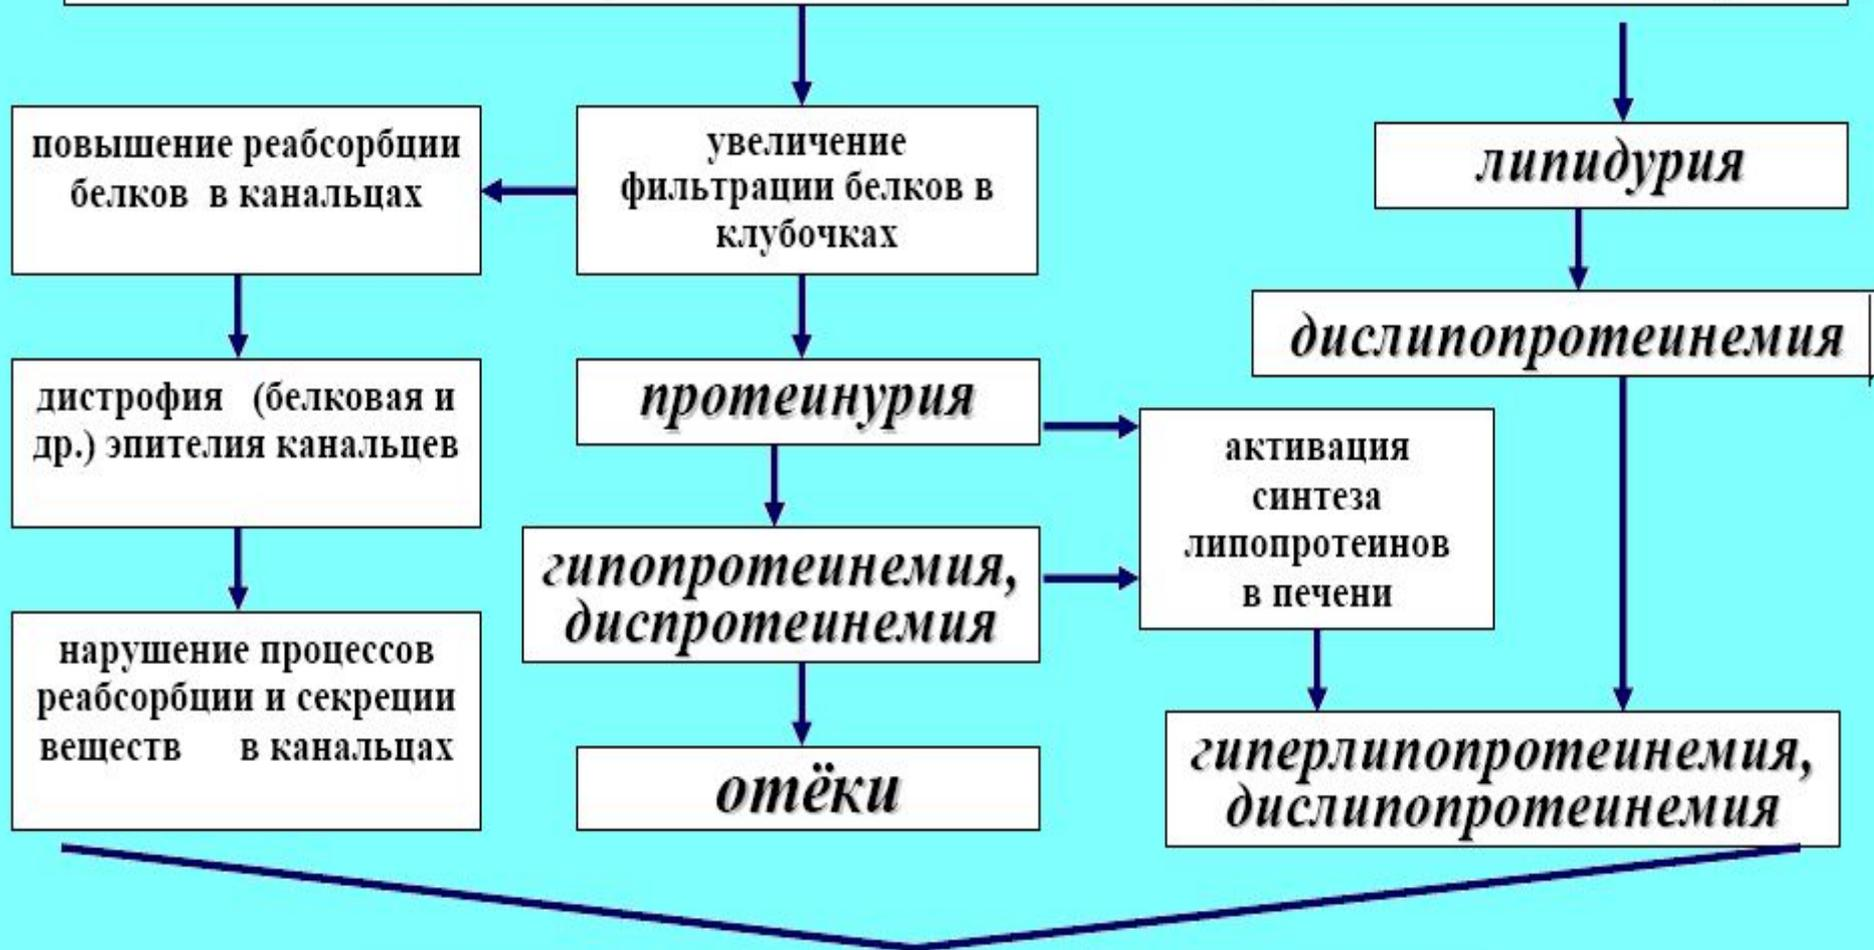 повышение реабсорбции
белков в канальцах
увеличение
фильтрации белков в
клубочках
липидурия
дислипопротеинемия
дистрофия (белковая и
др.) эпителия канальцев
протеинурия
активация
синтеза
липопротеинов
в печени
гипопротеинемия,
диспротеинемия
нарушение процессов
реабсорбции и секреции
веществ в канальцах
отёки
гиперлипопротеинемия,
дислипопротеинемия